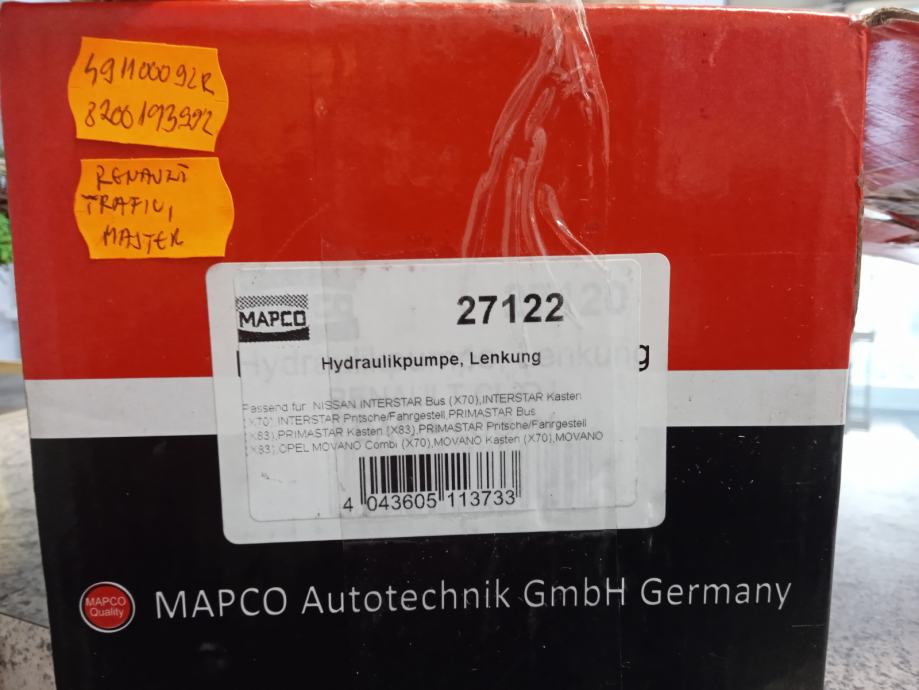 491100092R
8200193902
RENAULT
TRAFIC,
MASTER
MAPCO
27122
Hydraulikpumpe, Lenkung
Passend für: NISSAN INTERSTAR Bus (X70),INTERSTAR Kasten
(X70),INTERSTAR Pritsche/Fahrgestell,PRIMASTAR Bus
(X83),PRIMASTAR Kasten (X83),PRIMASTAR Pritsche/Fahrgestell
(X83),OPEL MOVANO Combi (X70),MOVANO Kasten (X70),MOVANO
4 043605 113733
MAPCO
Quality
MAPCO Autotechnik GmbH Germany